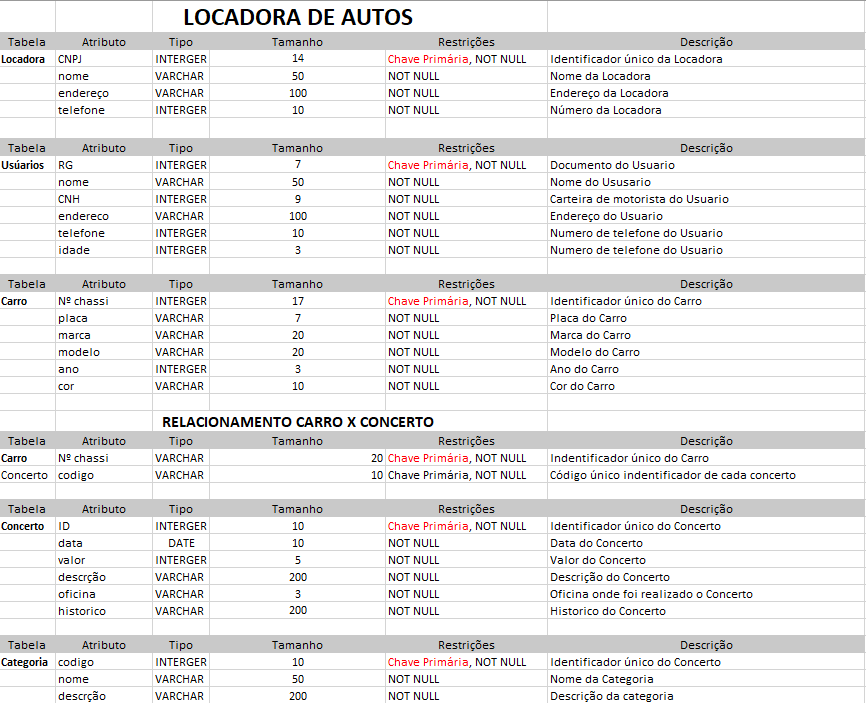 LOCADORA DE AUTOS
Tabela Atributo Tipo Tamanho Restrições Descrição
Locadora CNPJ INTERGER 14 Chave Primária, NOT NULL Identificador único da Locadora
nome VARCHAR 50 NOT NULL Nome da Locadora
endereço VARCHAR 100 NOT NULL Endereço da Locadora
telefone INTERGER 10 NOT NULL Número da Locadora
Tabela Atributo Tipo Tamanho Restrições Descrição
Usúarios RG INTERGER 7 Chave Primária, NOT NULL Documento do Usuario
nome VARCHAR 50 NOT NULL Nome do Ususario
CNH INTERGER 9 NOT NULL Carteira de motorista do Usuario
endereco VARCHAR 100 NOT NULL Endereço do Usuario
telefone INTERGER 10 NOT NULL Numero de telefone do Usuario
idade INTERGER 3 NOT NULL Numero de telefone do Usuario
Tabela Atributo Tipo Tamanho Restrições Descrição
Carro Nº chassi INTERGER 17 Chave Primária, NOT NULL Identificador único do Carro
placa VARCHAR 7 NOT NULL Placa do Carro
marca VARCHAR 20 NOT NULL Marca do Carro
modelo VARCHAR 20 NOT NULL Modelo do Carro
ano INTERGER 3 NOT NULL Ano do Carro
cor VARCHAR 10 NOT NULL Cor do Carro
RELACIONAMENTO CARRO X CONCERTO
Tabela Atributo Tipo Tamanho Restrições Descrição
Carro Nº chassi VARCHAR 20 Chave Primária, NOT NULL Indentificador único do Carro
Concerto codigo VARCHAR 10 Chave Primária, NOT NULL Código único indentificador de cada concerto
Tabela Atributo Tipo Tamanho Restrições Descrição
Concerto ID INTERGER 10 Chave Primária, NOT NULL Identificador único do Concerto
data DATE 10 NOT NULL Data do Concerto
valor INTERGER 5 NOT NULL Valor do Concerto
descrção VARCHAR 200 NOT NULL Descrição do Concerto
oficina VARCHAR 3 NOT NULL Oficina onde foi realizado o Concerto
historico VARCHAR 200 NOT NULL Historico do Concerto
Tabela Atributo Tipo Tamanho Restrições Descrição
Categoria codigo INTERGER 10 Chave Primária, NOT NULL Identificador único do Concerto
nome VARCHAR 50 NOT NULL Nome da Categoria
descrção VARCHAR 200 NOT NULL Descrição da categoria